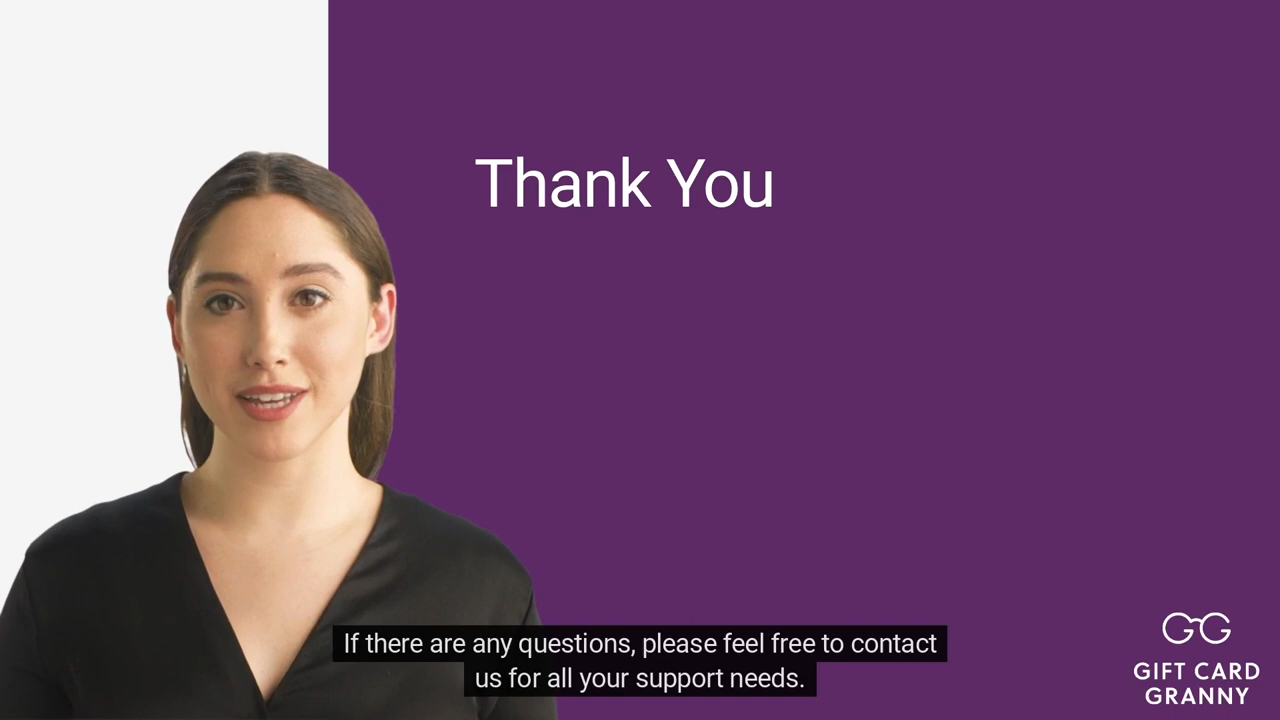 Thank You
If there are any questions, please feel free to contact
us for all your support needs.
GG
GIFT CARD
GRANNY